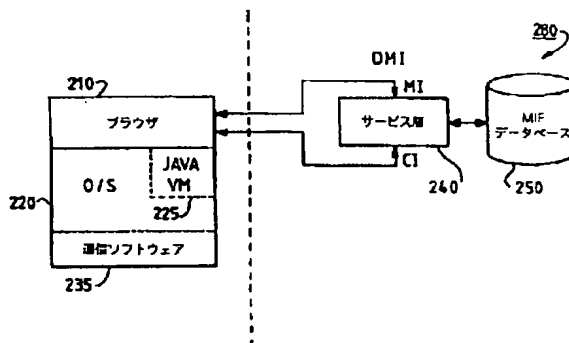 280
DMI
210
MI
ブラウザ
サービス層
MIF
データベース
O/S
JAVA
VM
CI
240
250
220
225
通信ソフトウェア
235